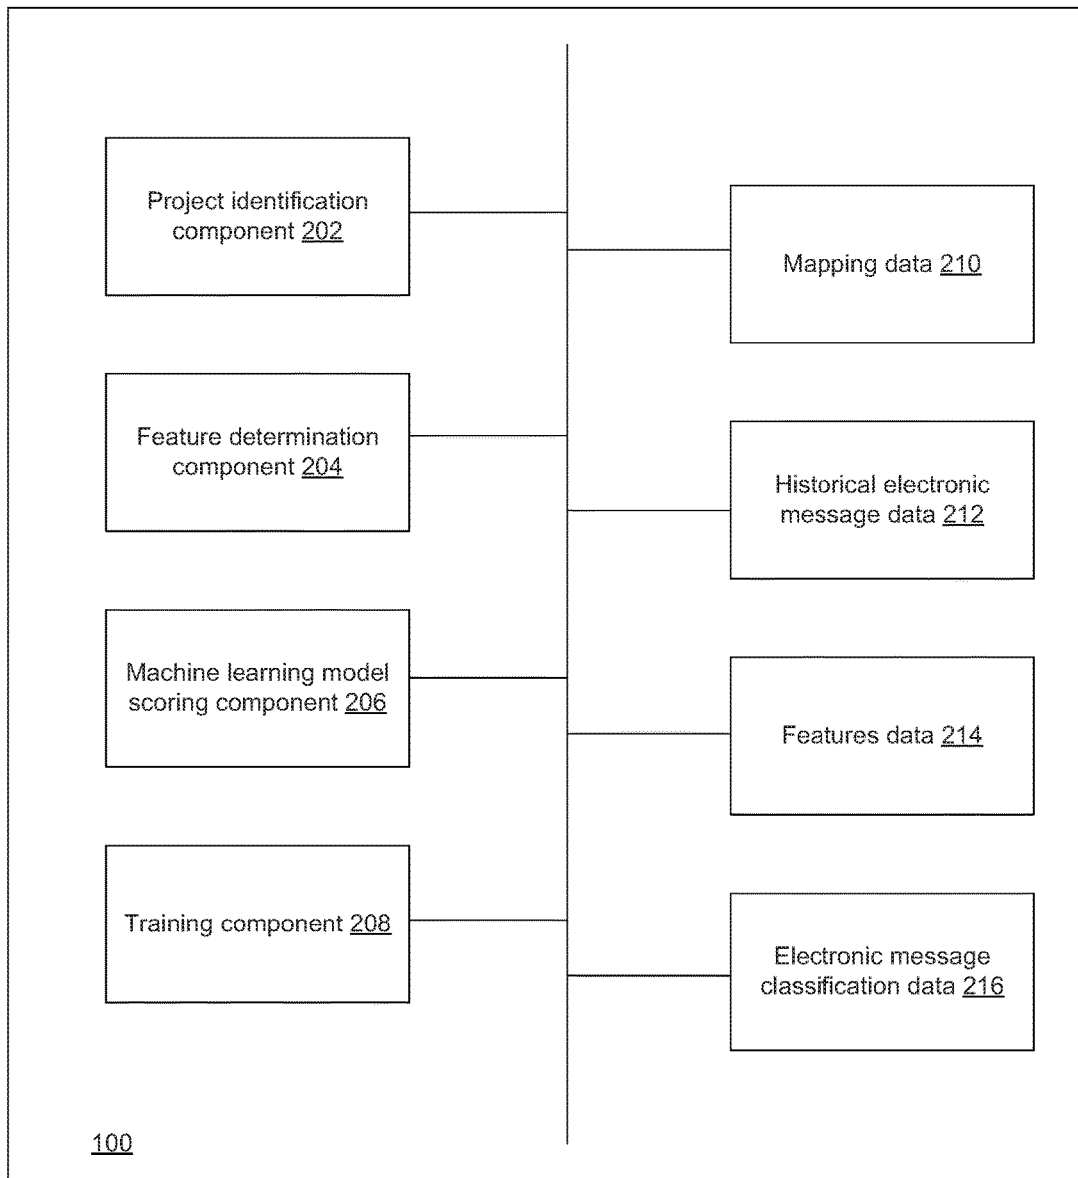 Project identification
component 202
Feature determination
component 204
Machine learning model
scoring component 206
Training component 208
Mapping data 210
Historical electronic
message data 212
Features data 214
Electronic message
classification data 216
100